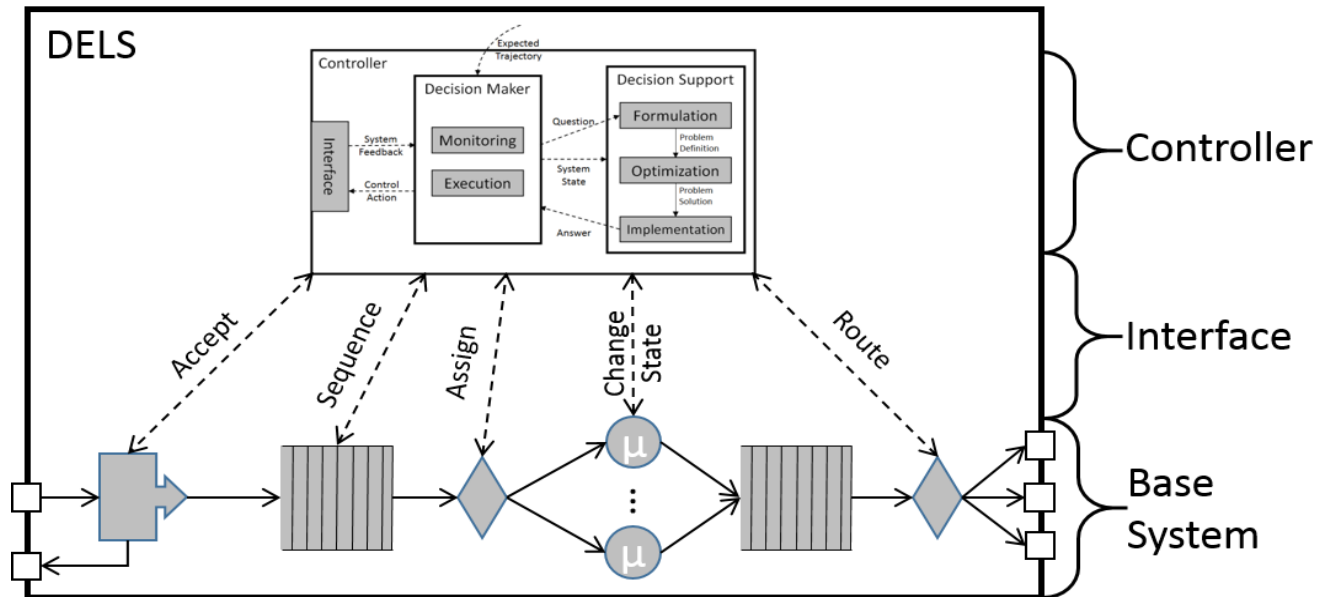 DELS
Expected
Trajectory
Controller
Decision Maker
Decision Support
Interface
System
Feedback
Control
Action
Monitoring
Execution
Question
System
State
Answer
Formulation
Problem
Definition
Optimization
Problem
Solution
Implementation
Accept
Sequence
Assign
Change
State
Route
μ
...
μ
Controller
Interface
Base
System